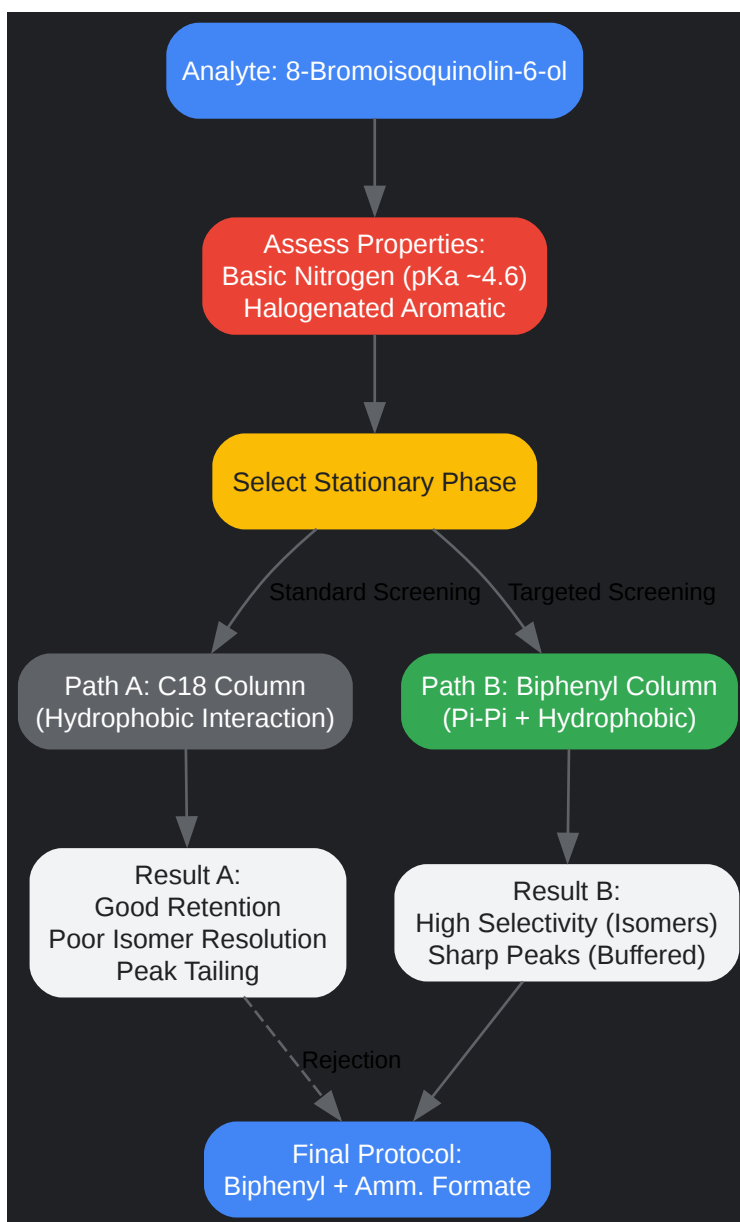 Analyte: 8-Bromoisoquinolin-6-ol
Assess Properties:
Basic Nitrogen (pKa ~4.6)
Halogenated Aromatic
Select Stationary Phase
Standard Screening
Targeted Screening
Path A: C18 Column
(Hydrophobic Interaction)
Path B: Biphenyl Column
(Pi-Pi + Hydrophobic)
Result A:
Good Retention
Poor Isomer Resolution
Peak Tailing
Result B:
High Selectivity (Isomers)
Sharp Peaks (Buffered)
Rejection
Final Protocol:
Biphenyl + Amm. Formate